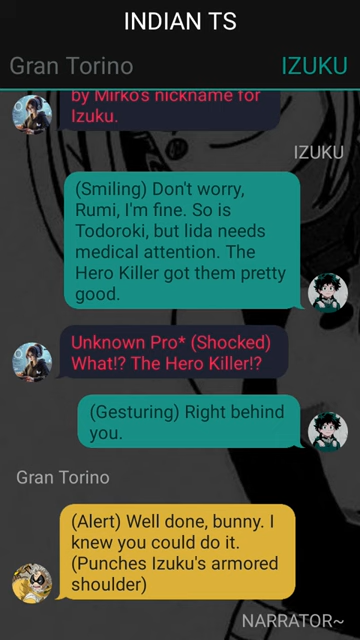 INDIAN TS
Gran Torino
IZUKU
by Mirko's nickname for
Izuku.
IZUKU
(Smiling) Don't worry,
Rumi, I'm fine. So is
Todoroki, but Iida needs
medical attention. The
Hero Killer got them pretty
good.
Unknown Pro* (Shocked)
What!? The Hero Killer!?
(Gesturing) Right behind
you.
Gran Torino
(Alert) Well done, bunny. I
knew you could do it.
(Punches Izuku's armored
shoulder)
NARRATOR~